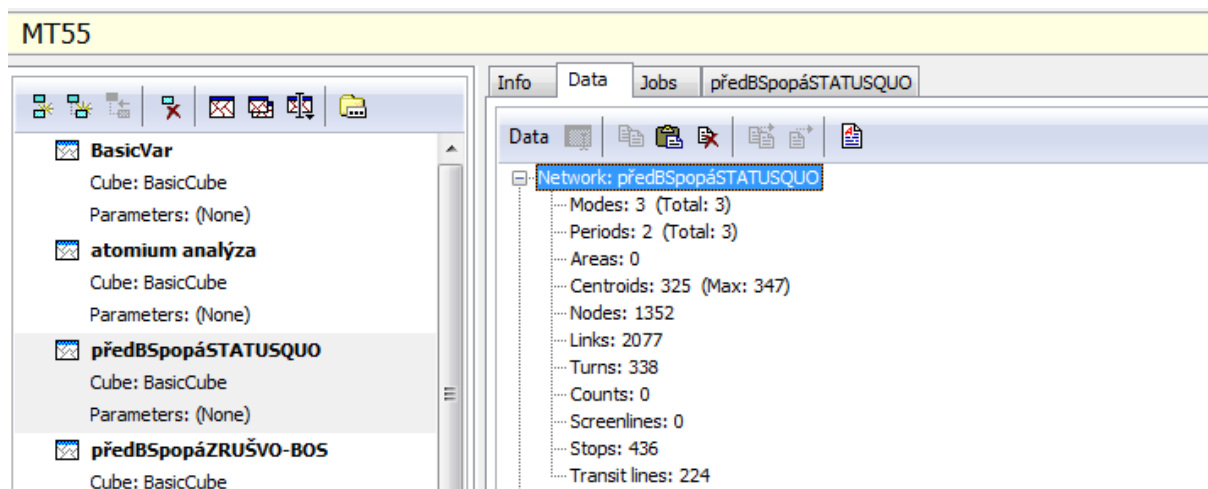 MT55
BasicVar
Cube: BasicCube
Parameters: (None)
atomium analýza
Cube: BasicCube
Parameters: (None)
předBSpopáSTATUSQUO
Cube: BasicCube
Parameters: (None)
předBSpopáZRUŠVO-BOS
Cube: BasicCube
Info Data Jobs předBSpopáSTATUSQUO
Data
Network: předBSpopáSTATUSQUO
Modes: 3 (Total: 3)
Periods: 2 (Total: 3)
Areas: 0
Centroids: 325 (Max: 347)
Nodes: 1352
Links: 2077
Turns: 338
Counts: 0
Screenlines: 0
Stops: 436
Transit lines: 224